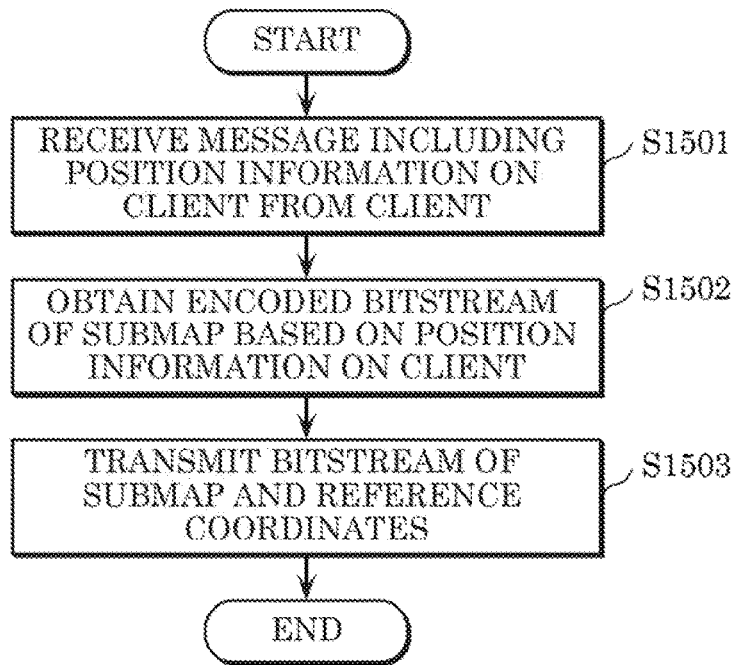 START
RECEIVE MESSAGE INCLUDING
POSITION INFORMATION ON
CLIENT FROM CLIENT
S1501
OBTAIN ENCODED BITSTREAM
OF SUBMAP BASED ON POSITION
INFORMATION ON CLIENT
S1502
TRANSMIT BITSTREAM OF
SUBMAP AND REFERENCE
COORDINATES
S1503
END